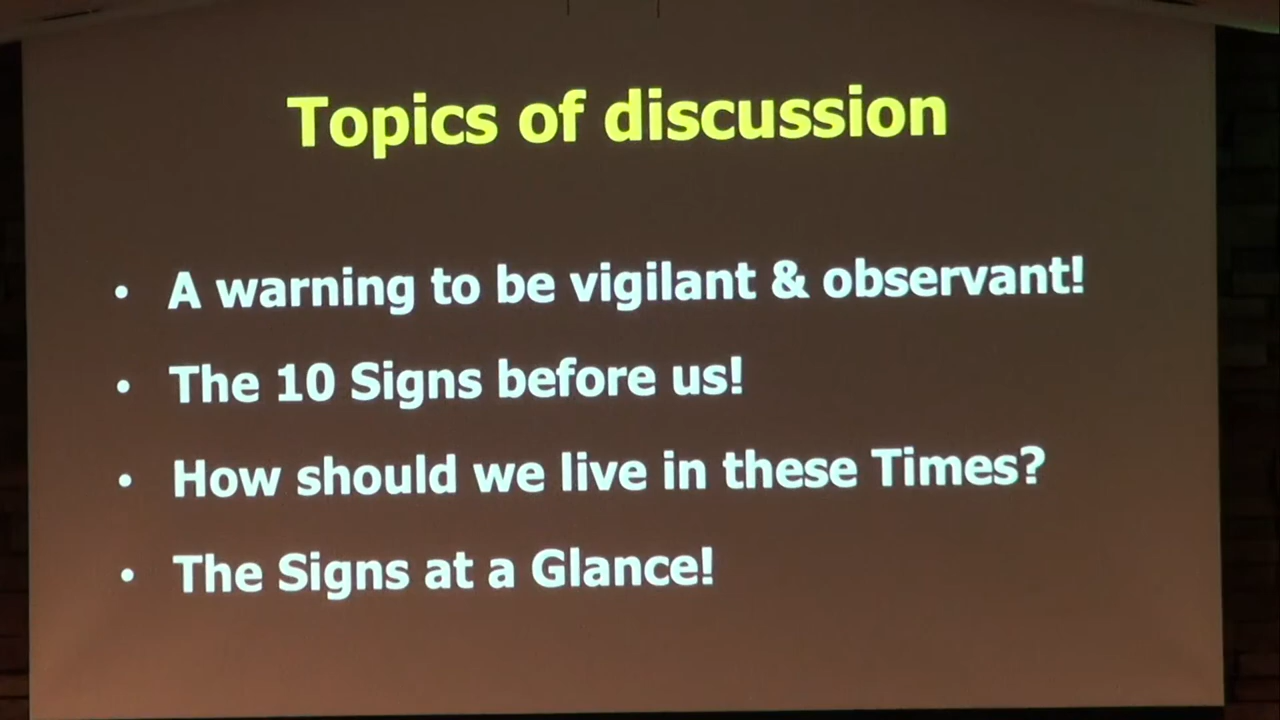 Topics of discussion
• A warning to be vigilant & observant!
• The 10 Signs before us!
• How should we live in these Times?
• The Signs at a Glance!